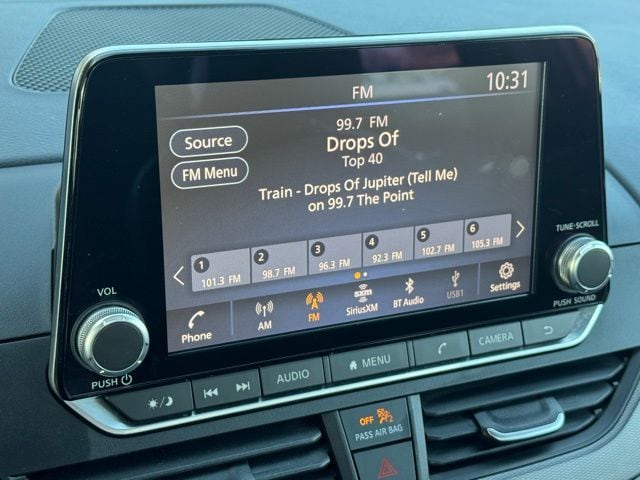 FM
10:31
99.7 FM
Source
Drops Of
Top 40
FM Menu
Train - Drops Of Jupiter (Tell Me)
on 99.7 The Point
1 101.3 FM
2 98.7 FM
3 96.3 FM
4 92.3 FM
5 102.7 FM
6 105.3 FM
Phone
AM
FM
sxm
SiriusXM
BT Audio
USB1
Settings
VOL
PUSH
TUNE·SCROLL
PUSH SOUND
AUDIO
MENU
CAMERA
OFF 2
PASS AIR BAG